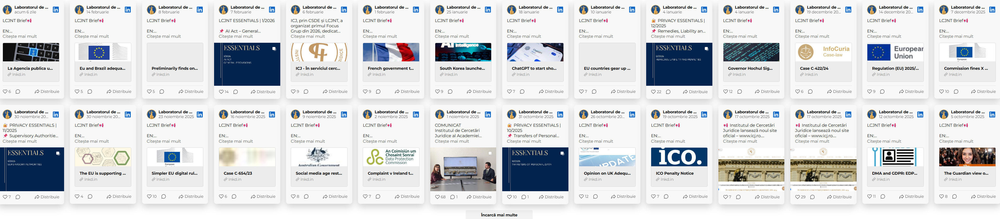 Laboratorul de ...
acum 6 zile
LCJNT Brief
EN:...
Citește mai mult
La Agencia publica u...
lnkd.in
6
Distribuie
Laboratorul de ...
14 februarie
LCJNT Brief
EN:...
Citește mai mult
Eu and Brazil adequa...
lnkd.in
5
Distribuie
Laboratorul de ...
8 februarie
LCJNT Brief
EN:...
Citește mai mult
Preliminarily finds on...
lnkd.in
5
Distribuie
Laboratorul de ...
7 februarie
LCJNT ESSENTIALS | 1/2026
AI Act – General...
Citește mai mult
ESSENTIALS
1/2026
AI ACT
GENERAL PROVISIONS
14
Distribuie
Laboratorul de ...
6 februarie
ICJ, prin CSDE și LCJNT, a
organizat primul Focus
Grup din 2026, dedicat...
Citește mai mult
ICJ - În serviciul cerc...
lnkd.in
9
Distribuie
Laboratorul de ...
1 februarie
LCJNT Brief
EN:...
Citește mai mult
French government t...
lnkd.in
9
Distribuie
Laboratorul de ...
25 ianuarie
LCJNT Brief
EN:...
Citește mai mult
AI Intelligence
South Korea launche...
lnkd.in
9
Distribuie
Laboratorul de ...
18 ianuarie
LCJNT Brief
EN:...
Citește mai mult
ChatGPT
ChatGPT to start sho...
lnkd.in
7
Distribuie
Laboratorul de ...
10 ianuarie
LCJNT Brief
EN:...
Citește mai mult
EU countries gear up ...
lnkd.in
7
Distribuie
Laboratorul de ...
4 ianuarie
PRIVACY ESSENTIALS |
12/2025
Remedies, Liability an...
Citește mai mult
ESSENTIALS
12/2025
REMEDIES, LIABILITY AND PENALTIES
22
Distribuie
Laboratorul de ...
4 ianuarie
LCJNT Brief
EN:...
Citește mai mult
Governor Hochul Sig...
lnkd.in
12
Distribuie
Laboratorul de ...
19 decembrie 20...
LCJNT Brief
EN:...
Citește mai mult
InfoCuria
Case-law
Case C-422/24
lnkd.in
6
Distribuie
Laboratorul de ...
14 decembrie 20...
LCJNT Brief
EN:...
Citește mai mult
European
Union
Regulation (EU) 2025/...
lnkd.in
9
Distribuie
Laboratorul de ...
7 decembrie 2025
LCJNT Brief
EN:...
Citește mai mult
European
Commission fines X ...
lnkd.in
10
Distribuie
Laboratorul de ...
30 noiembrie 20...
PRIVACY ESSENTIALS |
11/2025
Supervisory Authoritie...
Citește mai mult
ESSENTIALS
11/2025
SUPERVISORY AUTHORITIES
7
Distribuie
Laboratorul de ...
30 noiembrie 20...
LCJNT Brief
EN:...
Citește mai mult
The EU is supporting ...
lnkd.in
4
Distribuie
Laboratorul de ...
23 noiembrie 2025
LCJNT Brief
EN:...
Citește mai mult
European
Simpler EU digital rul...
lnkd.in
10
Distribuie
Laboratorul de ...
16 noiembrie 2025
LCJNT Brief
EN:...
Citește mai mult
Case C-654/23
lnkd.in
6
Distribuie
Laboratorul de ...
9 noiembrie 2025
LCJNT Brief
EN:...
Citește mai mult
Australian Government
Social media age rest...
lnkd.in
8
Distribuie
Laboratorul de ...
2 noiembrie 2025
LCJNT Brief
EN:...
Citește mai mult
An Coimisiún um
Chosaint Sonraí
Data Protection
Commission
Complaint v Ireland t...
lnkd.in
7
Distribuie
Laboratorul de ...
1 noiembrie 2025
COMUNICAT
Institutul de Cercetări
Juridice al Academiei...
Citește mai mult
68
1
Distribuie
Laboratorul de ...
31 octombrie 2025
PRIVACY ESSENTIALS |
10/2025
Transfers of Personal...
Citește mai mult
ESSENTIALS
10/2025
TRANSFERS OF PERSONAL DATA
10
1
Distribuie
Laboratorul de ...
26 octombrie 20...
LCJNT Brief
EN:...
Citește mai mult
Opinion on UK Adequ...
lnkd.in
12
Distribuie
Laboratorul de ...
19 octombrie 2025
LCJNT Brief
EN:...
Citește mai mult
ico.
ICO Penalty Notice
lnkd.in
7
Distribuie
Laboratorul de ...
17 octombrie 2025
Institutul de Cercetări
Juridice lansează noul site
oficial – www.icj.ro....
Citește mai mult
7
Distribuie
Laboratorul de ...
17 octombrie 2025
Institutul de Cercetări
Juridice lansează noul site
oficial – www.icj.ro....
Citește mai mult
29
Distribuie
Laboratorul de ...
12 octombrie 2025
LCJNT Brief
EN:...
Citește mai mult
DMA and GDPR: EDP...
lnkd.in
11
Distribuie
Laboratorul de ...
5 octombrie 2025
LCJNT Brief
EN:...
Citește mai mult
The
The Guardian view o...
lnkd.in
8
Distribuie
Încarcă mai multe